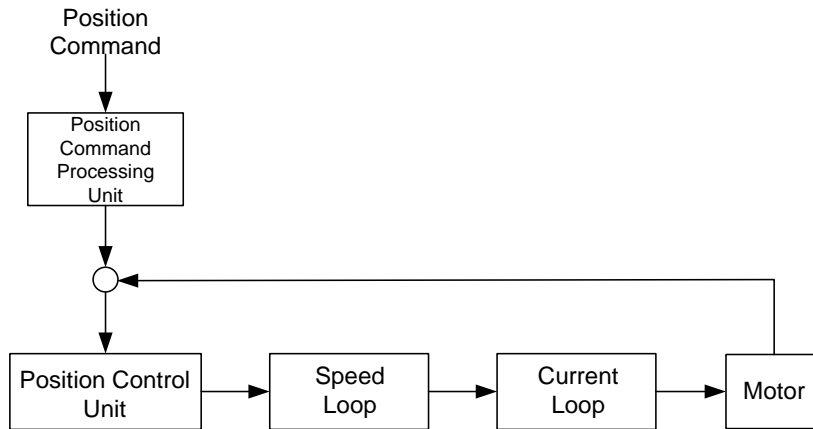 Position
Command
Position
Command
Processing
Unit
Position Control
Unit
Speed
Loop
Current
Loop
Motor